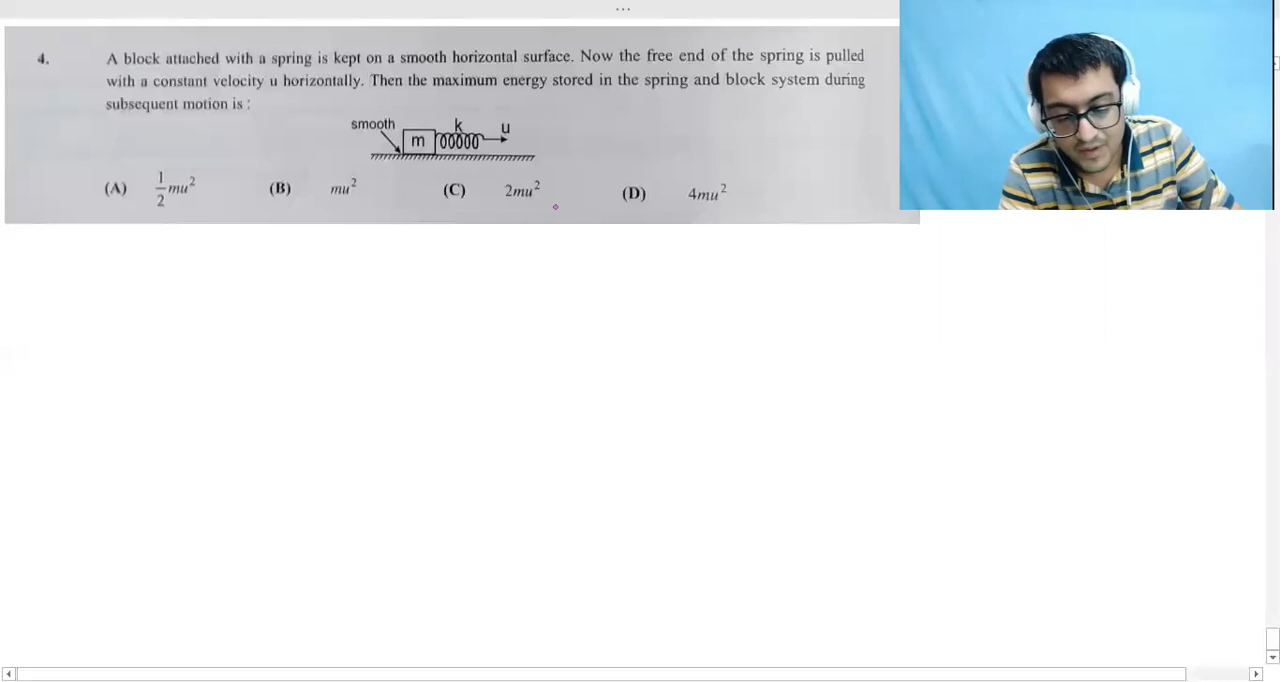 ...
4. A block attached with a spring is kept on a smooth horizontal surface. Now the free end of the spring is pulled
with a constant velocity u horizontally. Then the maximum energy stored in the spring and block system during
subsequent motion is :
smooth m k u
(A) 1/2 mu² (B) mu² (C) 2mu² (D) 4mu²